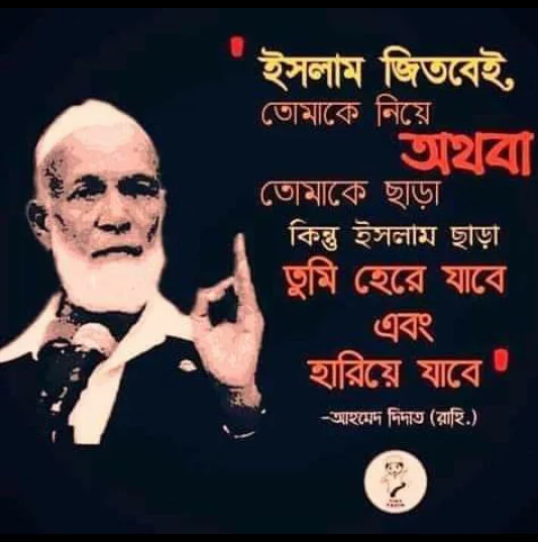 " ইসলাম জিতবেই,
তোমাকে নিয়ে
অথবা
তোমাকে ছাড়া
কিন্তু ইসলাম ছাড়া
তুমি হেরে যাবে
এবং
হারিয়ে যাবে "
-আহমেদ দিদাত (রাহি.)